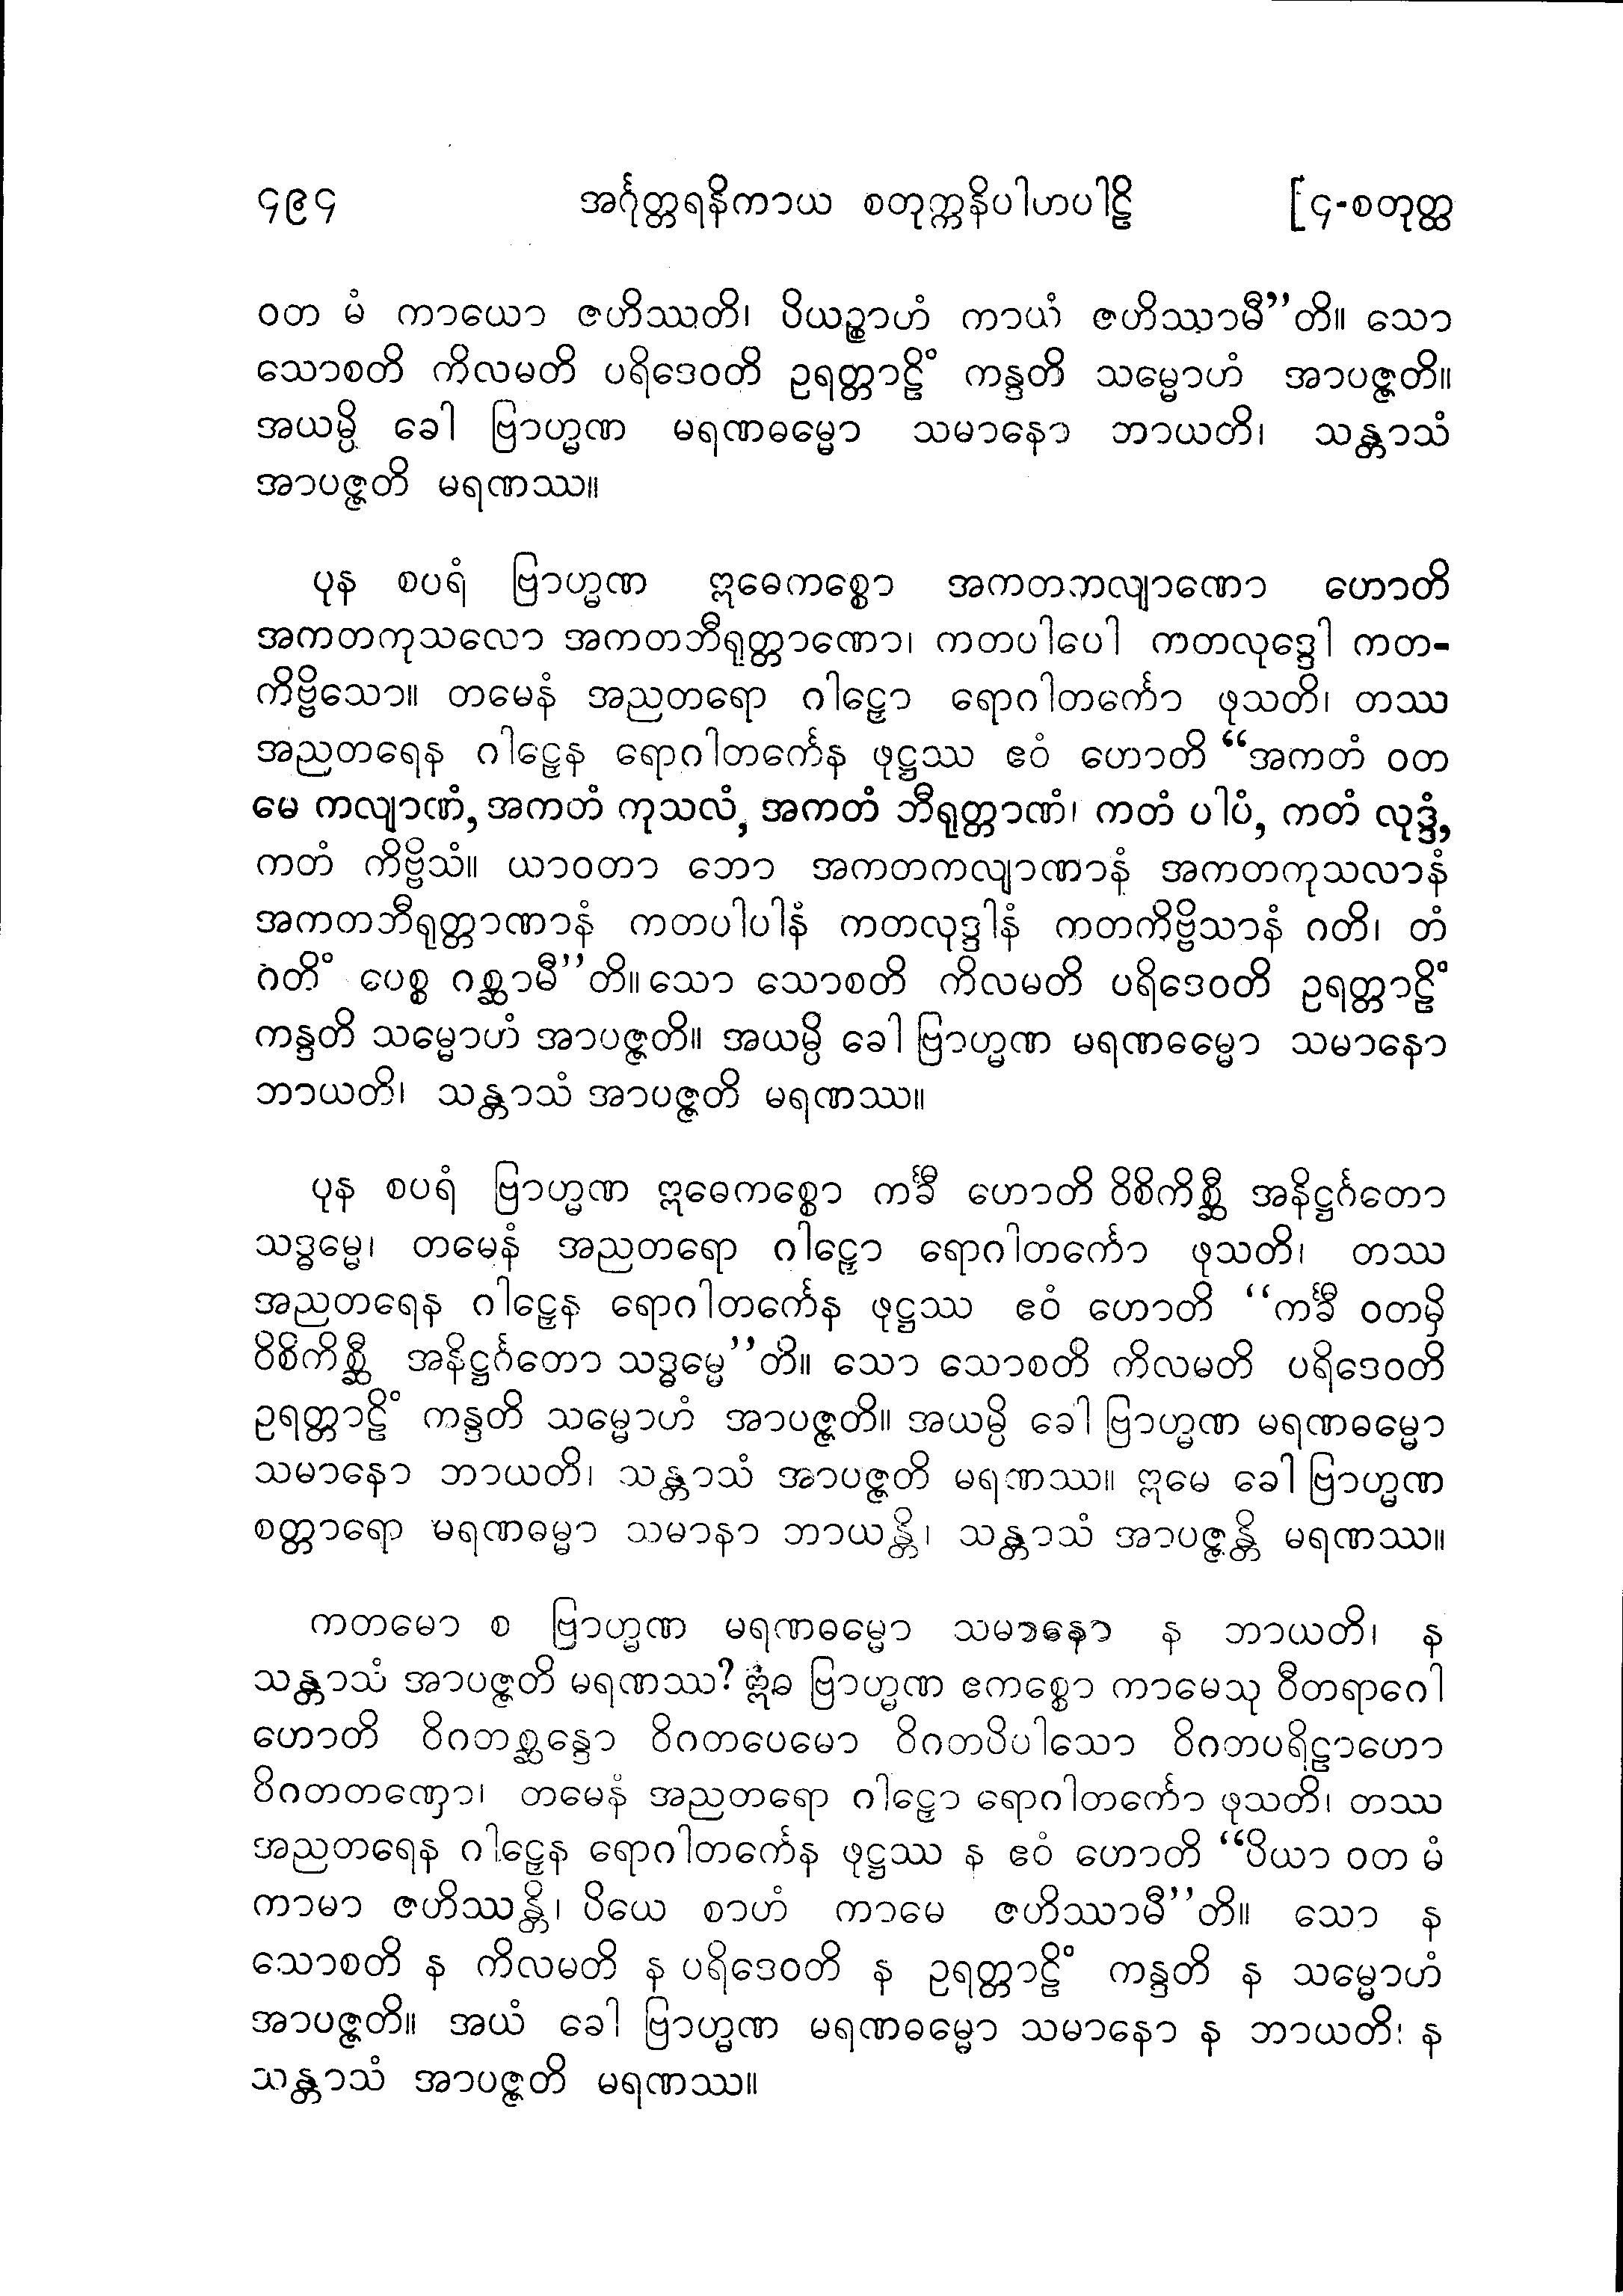 ၄၉၄ အင်္ဂုတ္တရနိကာယ စတုက္ကနိပါဟပါဠိ [၄-စတုတ္ထ
ဝတ မံ ကာယော ဇဟိဿတိ၊ ပိယဉ္စာဟံ ကာယံ ဇဟိဿာမီ”တိ။ သော
သောစတိ ကိလမတိ ပရိဒေဝတိ ဥရတ္တာဠိံ ကန္ဒတိ သမ္မောဟံ အာပဇ္ဇတိ။
အယမ္ပိ ခေါ ဗြာဟ္မဏ မရဏဓမ္မော သမာနော ဘာယတိ၊ သန္တာသံ
အာပဇ္ဇတိ မရဏဿ။
ပုန စပရံ ဗြာဟ္မဏ ဣဓေကစ္စော အကတကလျာဏော ဟောတိ
အကတကုသလော အကတဘီရုတ္တာဏော၊ ကတပါပေါ ကတလုဒ္ဒေါ ကတ-
ကိဗ္ဗိသော။ တမေနံ အညတရော ဂါဠှော ရောဂါတင်္ကော ဖုသတိ၊ တဿ
အညတရေန ဂါဠှေန ရောဂါတင်္ကေန ဖုဋ္ဌဿ ဧဝံ ဟောတိ “အကတံ ဝတ
မေ ကလျာဏံ, အကတံ ကုသလံ, အကတံ ဘီရုတ္တာဏံ၊ ကတံ ပါပံ, ကတံ လုဒ္ဒံ,
ကတံ ကိဗ္ဗိသံ။ ယာဝတာ ဘော အကတကလျာဏာနံ အကတကုသလာနံ
အကတဘီရုတ္တာဏာနံ ကတပါပါနံ ကတလုဒ္ဒါနံ ကတကိဗ္ဗိသာနံ ဂတိ၊ တံ
ဂတိံ ပေစ္စ ဂစ္ဆာမီ”တိ။ သော သောစတိ ကိလမတိ ပရိဒေဝတိ ဥရတ္တာဠိံ
ကန္ဒတိ သမ္မောဟံ အာပဇ္ဇတိ။ အယမ္ပိ ခေါ ဗြာဟ္မဏ မရဏဓမ္မော သမာနော
ဘာယတိ၊ သန္တာသံ အာပဇ္ဇတိ မရဏဿ။
ပုန စပရံ ဗြာဟ္မဏ ဣဓေကစ္စော ကင်္ခီ ဟောတိ ဝိစိကိစ္ဆီ အနိဋ္ဌင်္ဂတော
သဒ္ဓမ္မေ၊ တမေနံ အညတရော ဂါဠှော ရောဂါတင်္ကော ဖုသတိ၊ တဿ
အညတရေန ဂါဠှေန ရောဂါတင်္ကေန ဖုဋ္ဌဿ ဧဝံ ဟောတိ “ကင်္ခီ ဝတမှိ
ဝိစိကိစ္ဆီ အနိဋ္ဌင်္ဂတော သဒ္ဓမ္မေ”တိ။ သော သောစတိ ကိလမတိ ပရိဒေဝတိ
ဥရတ္တာဠိံ ကန္ဒတိ သမ္မောဟံ အာပဇ္ဇတိ။ အယမ္ပိ ခေါ ဗြာဟ္မဏ မရဏဓမ္မော
သမာနော ဘာယတိ၊ သန္တာသံ အာပဇ္ဇတိ မရဏဿ။ ဣမေ ခေါ ဗြာဟ္မဏ
စတ္တာရော မရဏဓမ္မာ သမာနာ ဘာယန္တိ၊ သန္တာသံ အာပဇ္ဇန္တိ မရဏဿ။
ကတမော စ ဗြာဟ္မဏ မရဏဓမ္မော သမာနော န ဘာယတိ၊ န
သန္တာသံ အာပဇ္ဇတိ မရဏဿ? ဣဓ ဗြာဟ္မဏ ဧကစ္စော ကာမေသု ဝီတရာဂေါ
ဟောတိ ဝိဂတစ္ဆန္ဒော ဝိဂတပေမော ဝိဂတပိပါသော ဝိဂတပရိဠာဟော
ဝိဂတတဏှော၊ တမေနံ အညတရော ဂါဠှော ရောဂါတင်္ကော ဖုသတိ၊ တဿ
အညတရေန ဂါဠှေန ရောဂါတင်္ကေန ဖုဋ္ဌဿ န ဧဝံ ဟောတိ “ပိယာ ဝတ မံ
ကာမာ ဇဟိဿန္တိ၊ ပိယေ စာဟံ ကာမေ ဇဟိဿာမီ”တိ။ သော န
သောစတိ န ကိလမတိ န ပရိဒေဝတိ န ဥရတ္တာဠိံ ကန္ဒတိ န သမ္မောဟံ
အာပဇ္ဇတိ။ အယံ ခေါ ဗြာဟ္မဏ မရဏဓမ္မော သမာနော န ဘာယတိ၊ န
သန္တာသံ အာပဇ္ဇတိ မရဏဿ။